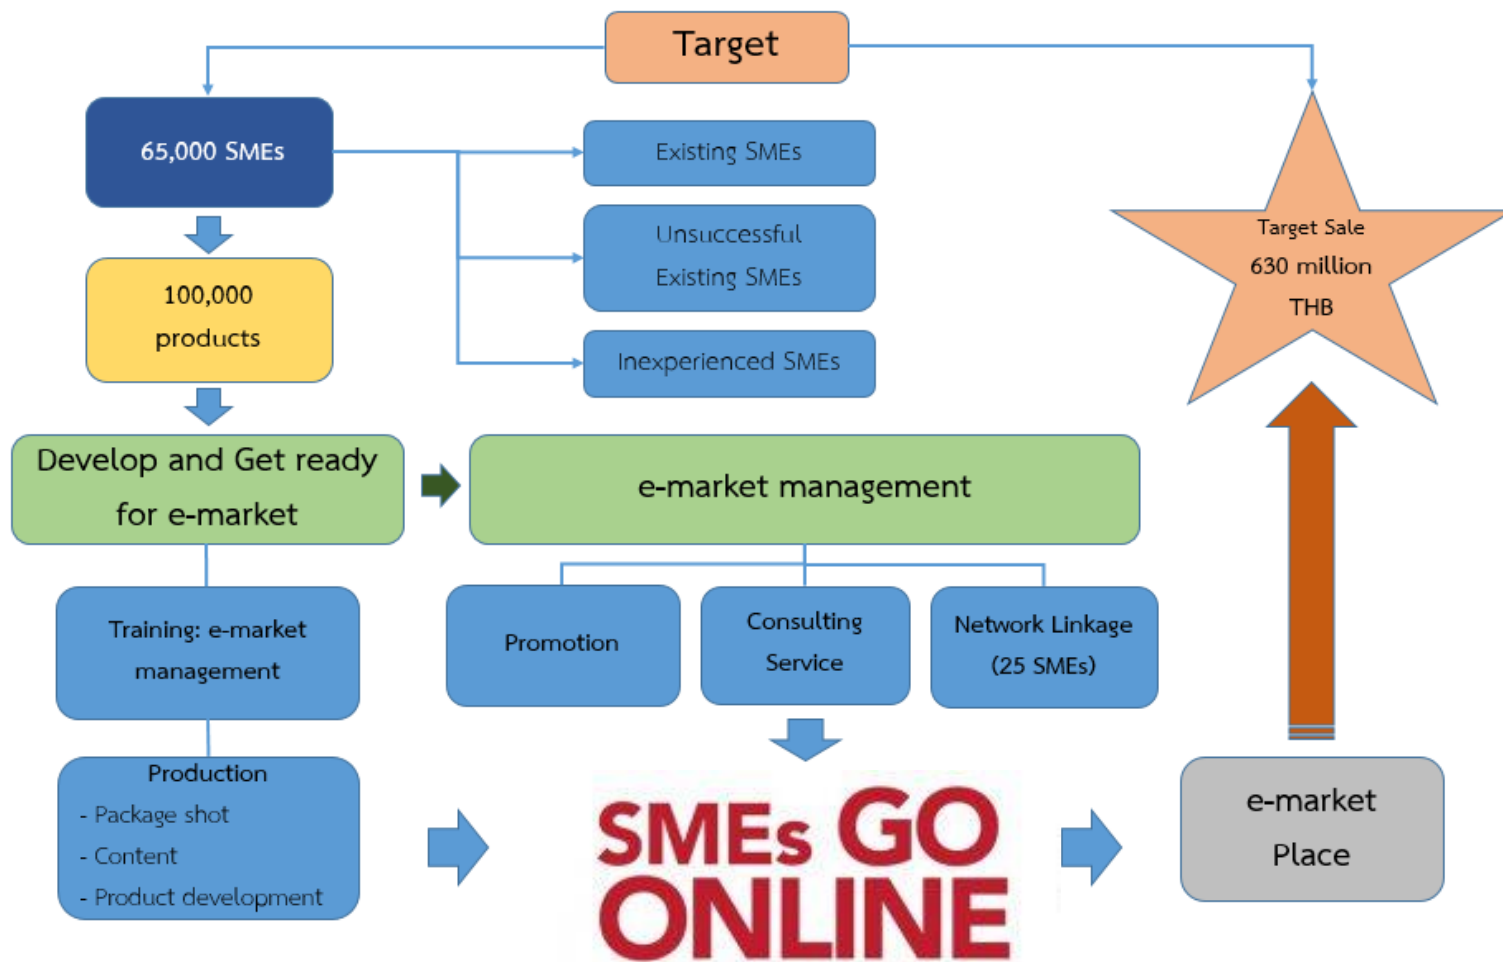 Target
65,000 SMEs
Existing SMEs
Unsuccessful
Existing SMEs
Inexperienced SMEs
100,000
products
Target Sale
630 million
THB
Develop and Get ready
for e-market
e-market management
Training: e-market
management
Promotion
Consulting
Service
Network Linkage
(25 SMEs)
Production
- Package shot
- Content
- Product development
SMEs GO
ONLINE
e-market
Place